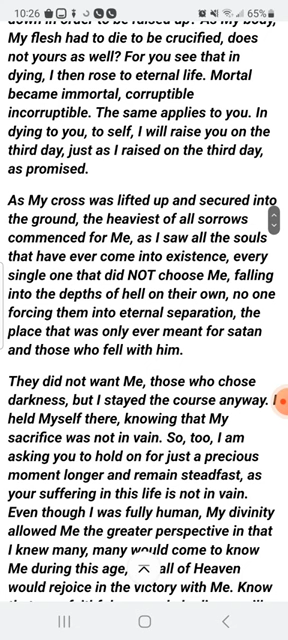 10:26 65%
down in order to be raised up? As My body,
My flesh had to die to be crucified, does
not yours as well? For you see that in
dying, I then rose to eternal life. Mortal
became immortal, corruptible
incorruptible. The same applies to you. In
dying to you, to self, I will raise you on the
third day, just as I raised on the third day,
as promised.
As My cross was lifted up and secured into
the ground, the heaviest of all sorrows
commenced for Me, as I saw all the souls
that have ever come into existence, every
single one that did NOT choose Me, falling
into the depths of hell on their own, no one
forcing them into eternal separation, the
place that was only ever meant for satan
and those who fell with him.
They did not want Me, those who chose
darkness, but I stayed the course anyway. I
held Myself there, knowing that My
sacrifice was not in vain. So, too, I am
asking you to hold on for just a precious
moment longer and remain steadfast, as
your suffering in this life is not in vain.
Even though I was fully human, My divinity
allowed Me the greater perspective in that
I knew many, many would come to know
Me during this age, all of Heaven
would rejoice in the victory with Me. Know